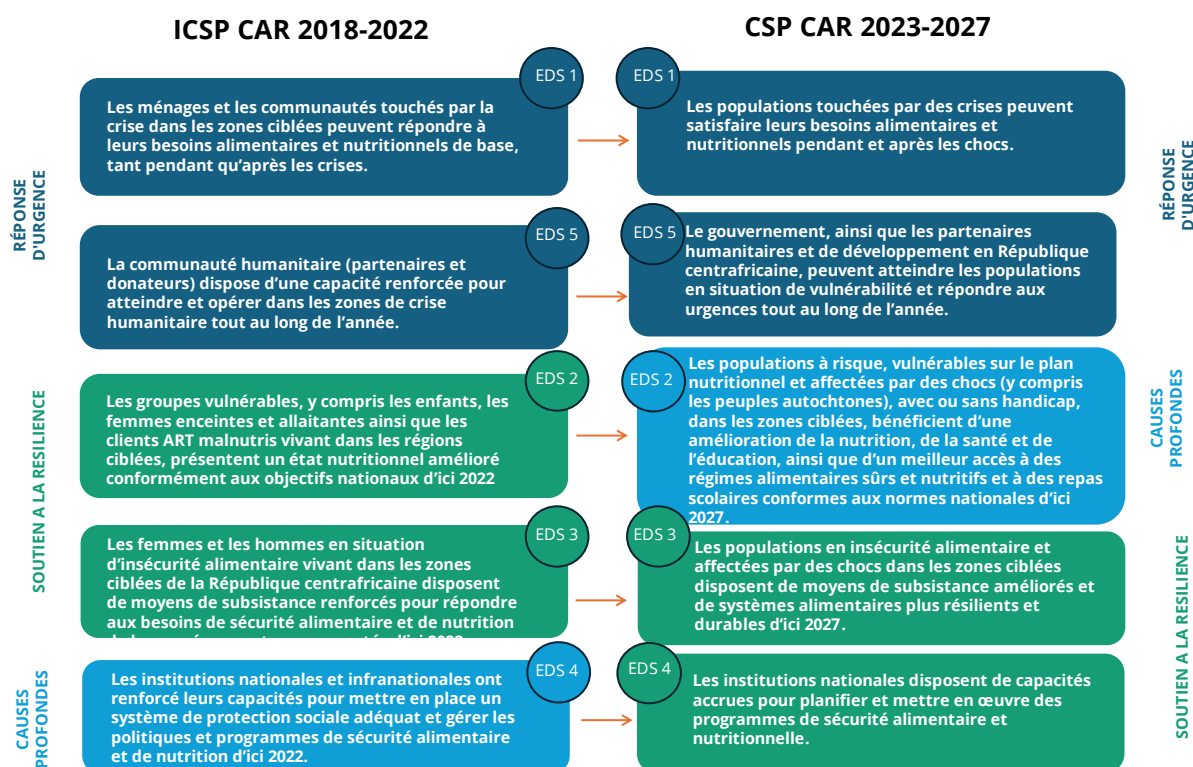 ICSP CAR 2018-2022
CSP CAR 2023-2027
RÉPONSE
D'URGENCE
EDS 1
Les ménages et les communautés touchés par la
crise dans les zones ciblées peuvent répondre à
leurs besoins alimentaires et nutritionnels de base,
tant pendant qu’après les crises.
EDS 1
Les populations touchées par des crises peuvent
satisfaire leurs besoins alimentaires et
nutritionnels pendant et après les chocs.
RÉPONSE
D'URGENCE
EDS 5
La communauté humanitaire (partenaires et
donateurs) dispose d’une capacité renforcée pour
atteindre et opérer dans les zones de crise
humanitaire tout au long de l’année.
EDS 5
Le gouvernement, ainsi que les partenaires
humanitaires et de développement en République
centrafricaine, peuvent atteindre les populations
en situation de vulnérabilité et répondre aux
urgences tout au long de l’année.
SOUTIEN A LA RESILIENCE
EDS 2
Les groupes vulnérables, y compris les enfants, les
femmes enceintes et allaitantes ainsi que les
clients ART malnutris vivant dans les régions
ciblées, présentent un état nutritionnel amélioré
conformément aux objectifs nationaux d’ici 2022
EDS 2
Les populations à risque, vulnérables sur le plan
nutritionnel et affectées par des chocs (y compris
les peuples autochtones), avec ou sans handicap,
dans les zones ciblées, bénéficient d’une
amélioration de la nutrition, de la santé et de
l’éducation, ainsi que d’un meilleur accès à des
régimes alimentaires sûrs et nutritifs et à des repas
scolaires conformes aux normes nationales d’ici
2027.
CAUSES
PROFONDES
EDS 3
Les femmes et les hommes en situation
d’insécurité alimentaire vivant dans les zones
ciblées de la République centrafricaine disposent
de moyens de subsistance renforcés pour répondre
aux besoins de sécurité alimentaire et de nutrition
EDS 3
Les populations en insécurité alimentaire et
affectées par des chocs dans les zones ciblées
disposent de moyens de subsistance améliorés et
de systèmes alimentaires plus résilients et
durables d’ici 2027.
SOUTIEN A LA RESILIENCE
CAUSES
PROFONDES
EDS 4
Les institutions nationales et infranationales ont
renforcé leurs capacités pour mettre en place un
système de protection sociale adéquat et gérer les
politiques et programmes de sécurité alimentaire
et de nutrition d’ici 2022.
EDS 4
Les institutions nationales disposent de capacités
accrues pour planifier et mettre en œuvre des
programmes de sécurité alimentaire et
nutritionnelle.